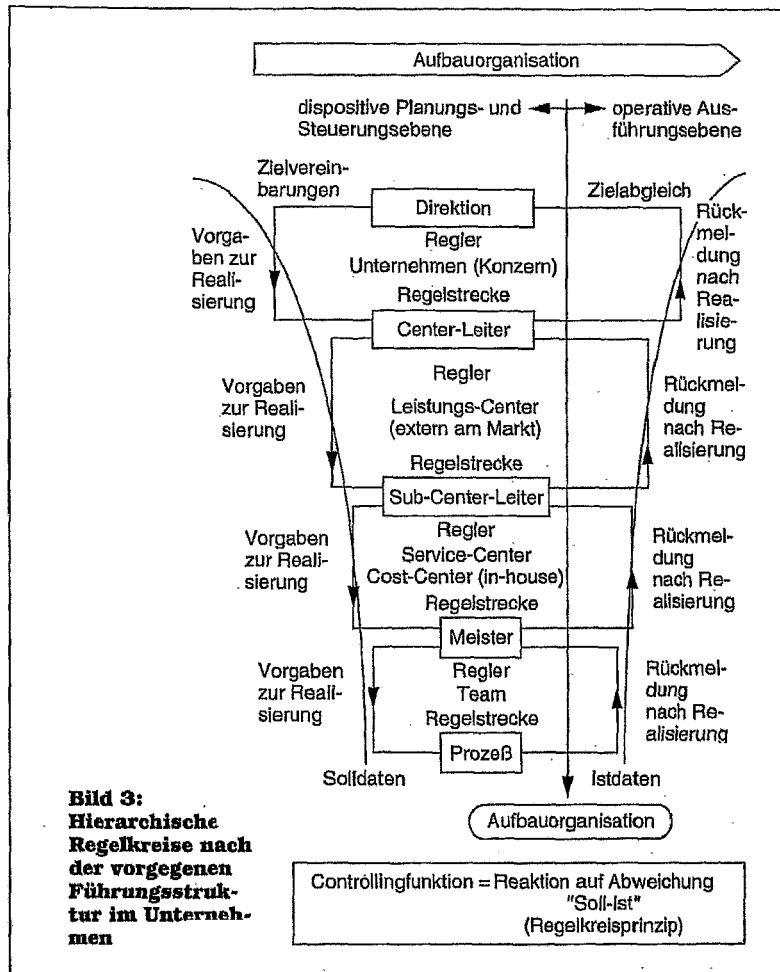 Aufbauorganisation
dispositive Planungs- und
Steuerungsebene
operative Aus-
führungsebene
Zielverein-
barungen
Zielabgleich
Direktion
Regler
Unternehmen (Konzern)
Regelstrecke
Vorga-
ben zur
Reali-
sierung
Rück-
mel-
dung
nach
Rea-
lisie-
rung
Center-Leiter
Regler
Leistungs-Center
(extern am Markt)
Regelstrecke
Vorgaben
zur Reali-
sierung
Rückmel-
dung
nach Re-
alisierung
Sub-Center-Leiter
Regler
Service-Center
Cost-Center (in-house)
Regelstrecke
Vorgaben
zur Reali-
sierung
Rückmel-
dung
nach Re-
alisierung
Meister
Regler
Team
Regelstrecke
Vorgaben
zur Reali-
sierung
Rückmel-
dung
nach Re-
alisierung
Prozeß
Solldaten
Istdaten
Aufbauorganisation
Bild 3:
Hierarchische
Regelkreise nach
der vorgegenen
Führungsstruk-
tur im Unterneh-
men
Controllingfunktion = Reaktion auf Abweichung
"Soll-Ist"
(Regelkreisprinzip)